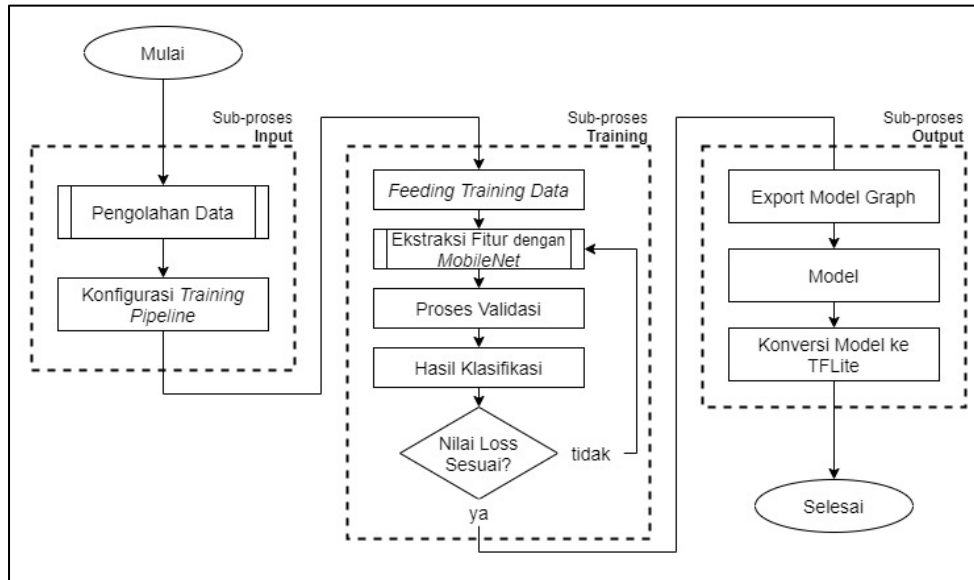 Mulai
Sub-proses
Input
Pengolahan Data
Konfigurasi Training
Pipeline
Sub-proses
Training
Feeding Training Data
Ekstraksi Fitur dengan
MobileNet
Proses Validasi
Hasil Klasifikasi
Nilai Loss
Sesuai?
tidak
ya
Sub-proses
Output
Export Model Graph
Model
Konversi Model ke
TFLite
Selesai